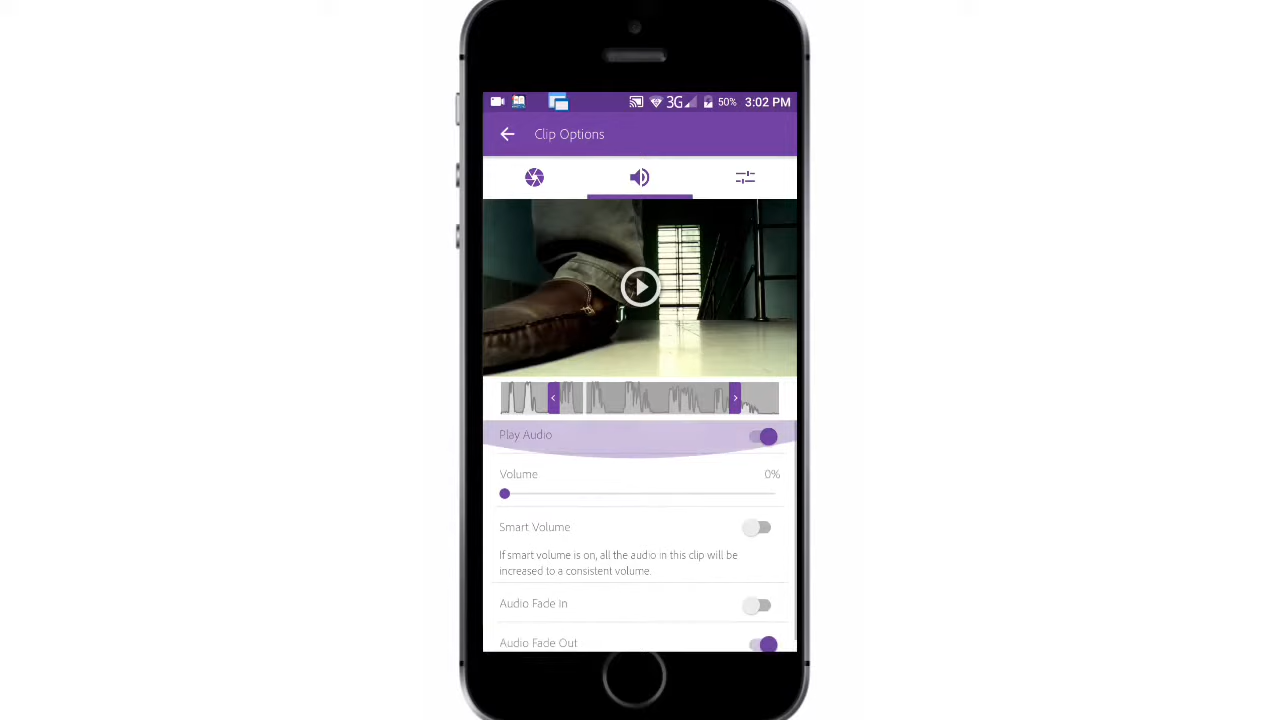 3G 50% 3:02 PM
Clip Options
Play Audio
Volume 0%
Smart Volume
If smart volume is on, all the audio in this clip will be
increased to a consistent volume.
Audio Fade In
Audio Fade Out